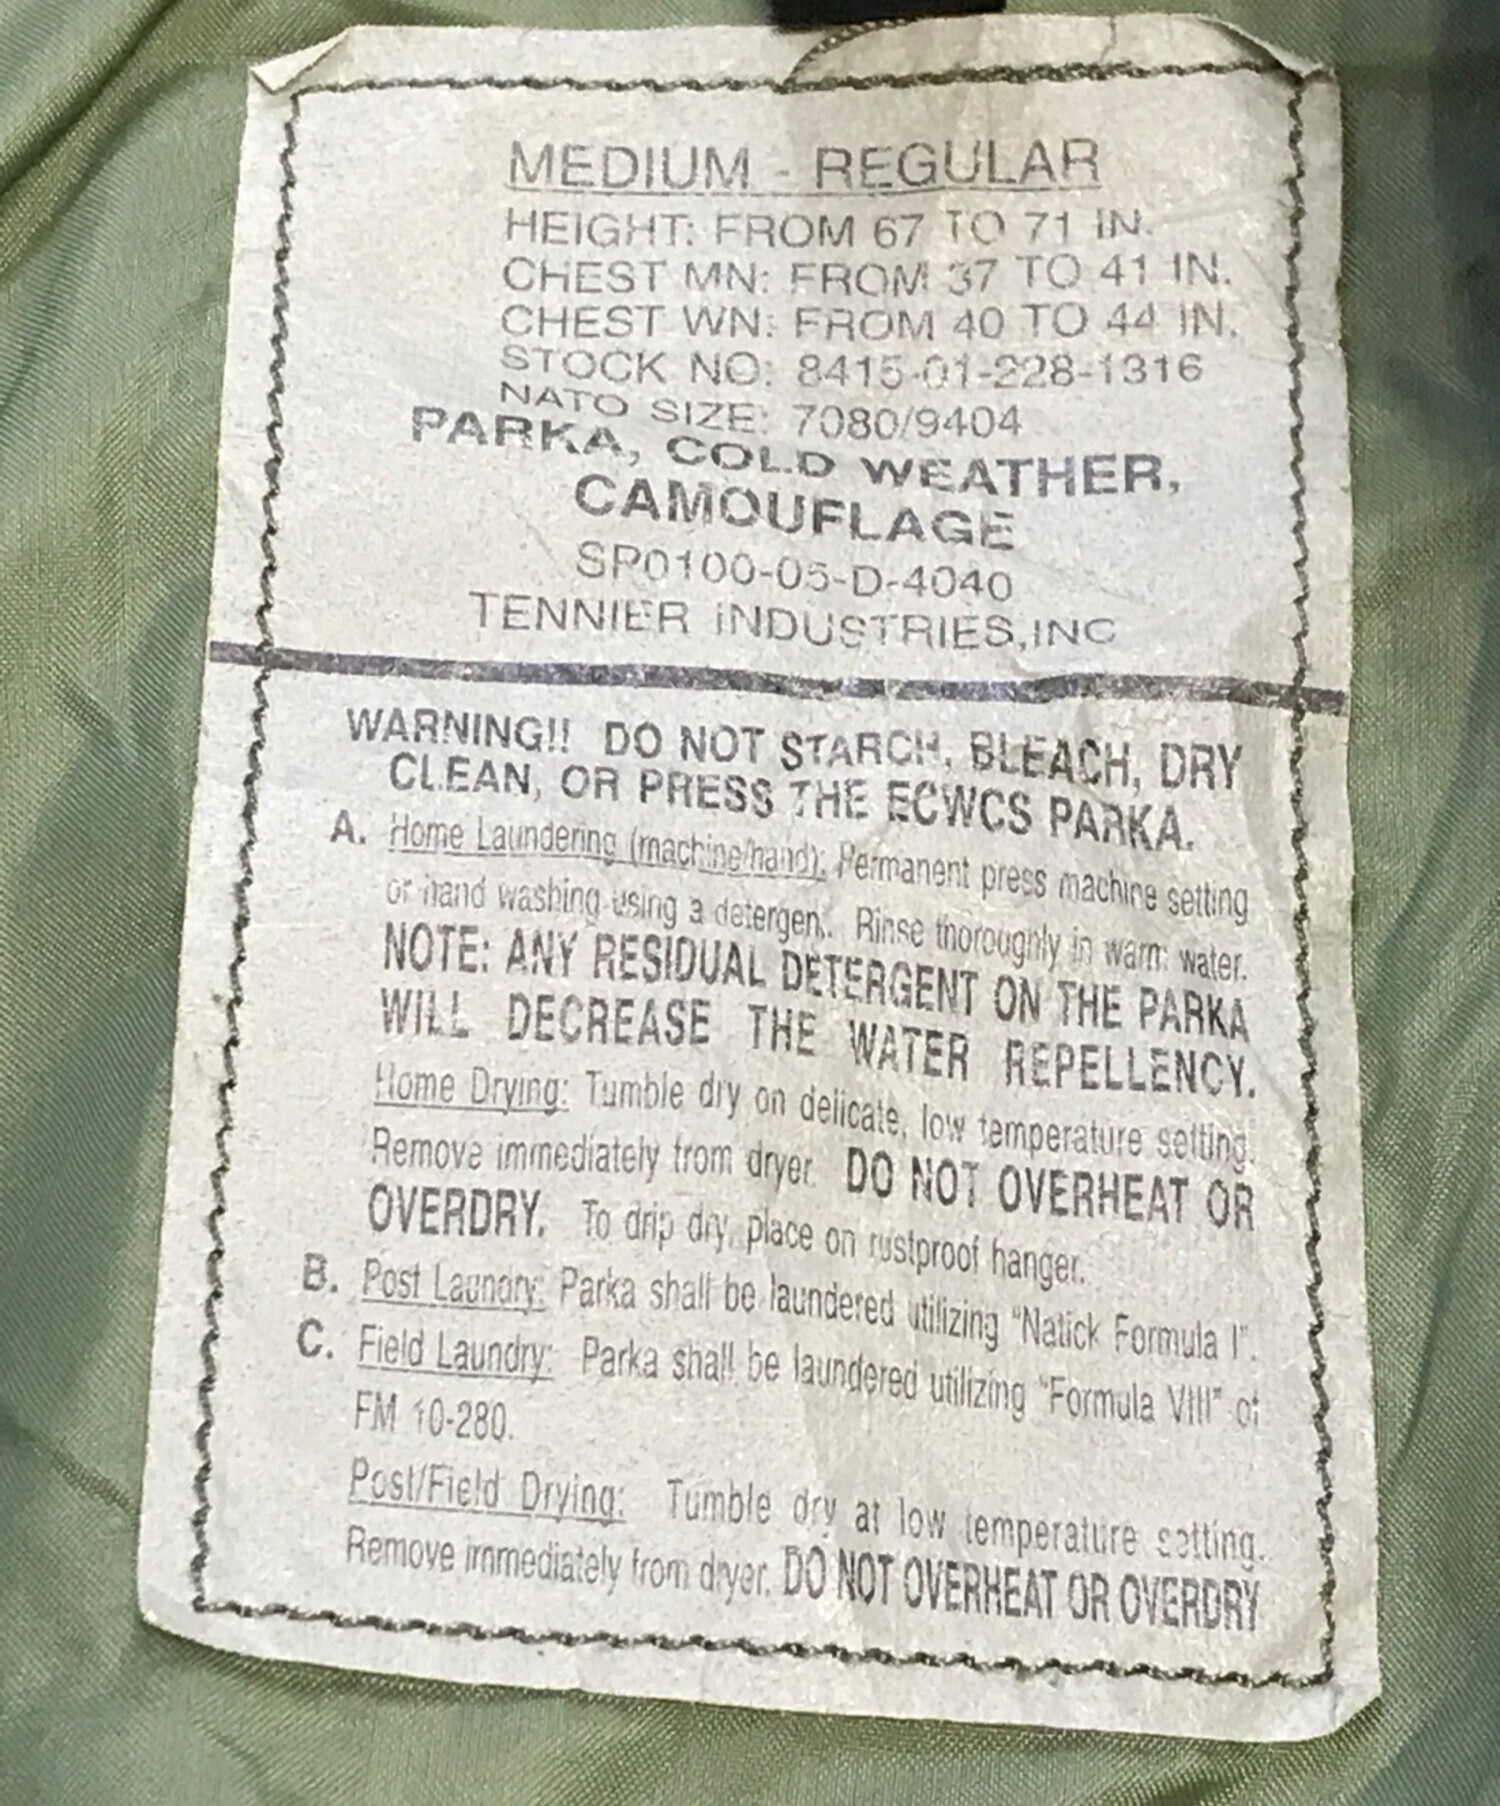 MEDIUM - REGULAR
HEIGHT: FROM 67 TO 71 IN.
CHEST MN: FROM 37 TO 41 IN.
CHEST WN: FROM 40 TO 44 IN.
STOCK NO: 8415-01-228-1316
NATO SIZE: 7080/9404
PARKA, COLD WEATHER,
CAMOUFLAGE
SP0100-05-D-4040
TENNIER INDUSTRIES,INC
WARNING!! DO NOT STARCH, BLEACH, DRY
CLEAN, OR PRESS THE ECWCS PARKA.
A. Home Laundering (machine/hand): Permanent press machine setting
or hand washing using a detergent. Rinse thoroughly in warm water.
NOTE: ANY RESIDUAL DETERGENT ON THE PARKA
WILL DECREASE THE WATER REPELLENCY.
Home Drying: Tumble dry on delicate, low temperature setting.
Remove immediately from dryer. DO NOT OVERHEAT OR
OVERDRY. To drip dry, place on rustproof hanger.
B. Post Laundry: Parka shall be laundered utilizing "Natick Formula I".
C. Field Laundry: Parka shall be laundered utilizing "Formula VIII" of
FM 10-280.
Post/Field Drying: Tumble dry at low temperature setting.
Remove immediately from dryer. DO NOT OVERHEAT OR OVERDRY